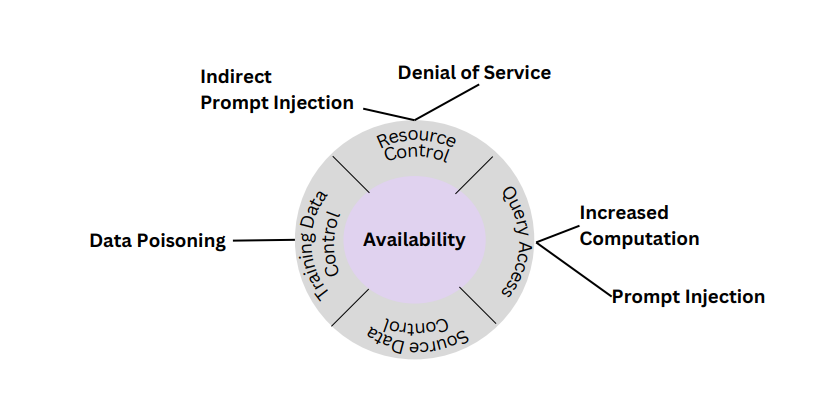 Denial of Service
Indirect
Prompt Injection
Resource
Control
Increased
Computation
Query Access
Data Poisoning
Training Data
Control
Availability
Prompt Injection
Control
Source Data